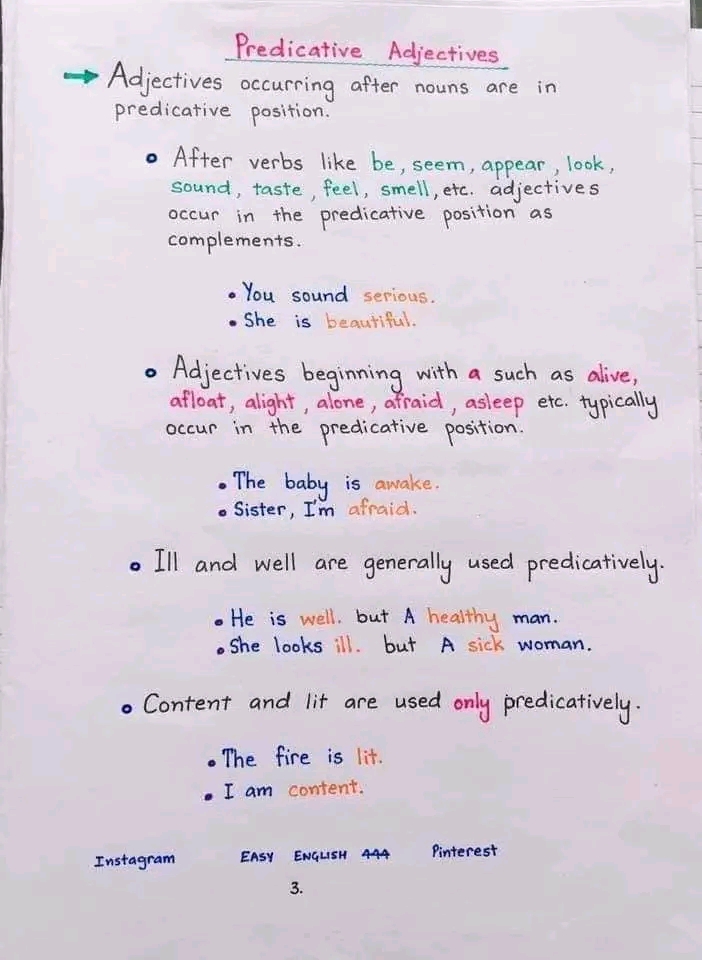 Predicative Adjectives
→ Adjectives occurring after nouns are in
predicative position.
• After verbs like be, seem, appear, look,
sound, taste, feel, smell, etc. adjectives
occur in the predicative position as
complements.
• You sound serious.
• She is beautiful.
• Adjectives beginning with a such as alive,
afloat, alight, alone, afraid, asleep etc. typically
occur in the predicative position.
• The baby is awake.
• Sister, I'm afraid.
• Ill and well are generally used predicatively.
• He is well. but A healthy man.
• She looks ill. but A sick woman.
• Content and lit are used only predicatively.
• The fire is lit.
• I am content.
Instagram EASY ENGLISH 444 Pinterest
3.